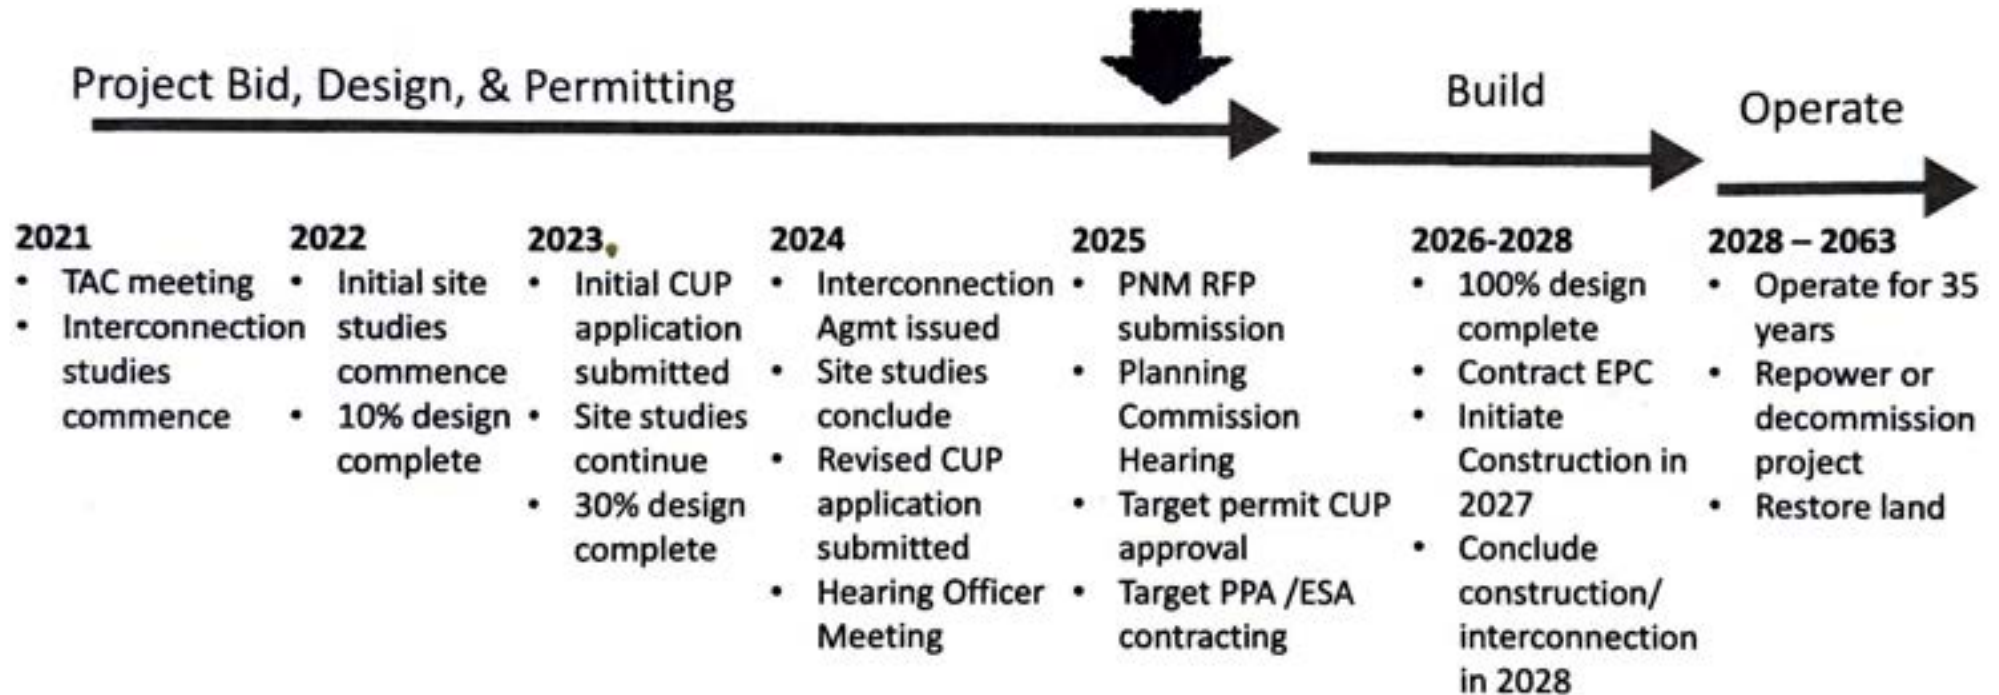 Project Bid, Design, & Permitting
Build
Operate
2021
• TAC meeting
• Interconnection
studies
commence
2022
• Initial site
studies
commence
• 10% design
complete
2023
• Initial CUP
application
submitted
• Site studies
continue
• 30% design
complete
2024
• Interconnection
Agmt issued
• Site studies
conclude
• Revised CUP
application
submitted
• Hearing Officer
Meeting
2025
• PNM RFP
submission
• Planning
Commission
Hearing
• Target permit CUP
approval
• Target PPA /ESA
contracting
2026-2028
• 100% design
complete
• Contract EPC
• Initiate
Construction in
2027
• Conclude
construction/
interconnection
in 2028
2028 – 2063
• Operate for 35
years
• Repower or
decommission
project
• Restore land